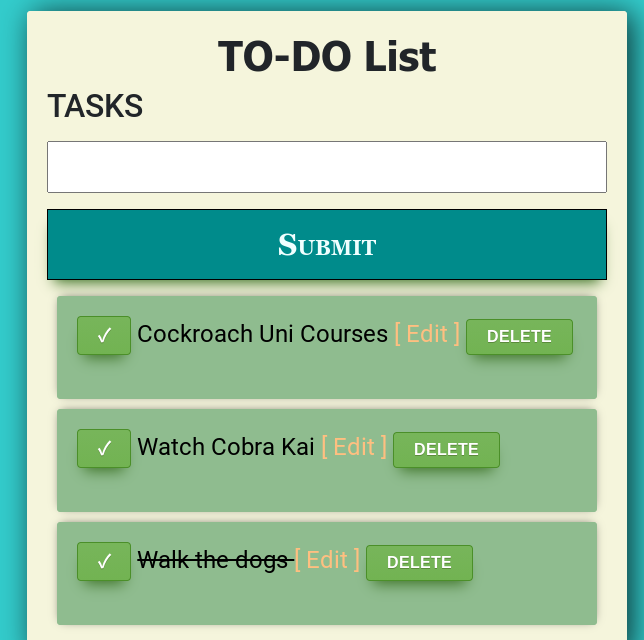 TO-DO List
TASKS
Submit
✓ Cockroach Uni Courses [ Edit ] DELETE
✓ Watch Cobra Kai [ Edit ] DELETE
✓ Walk the dogs [ Edit ] DELETE